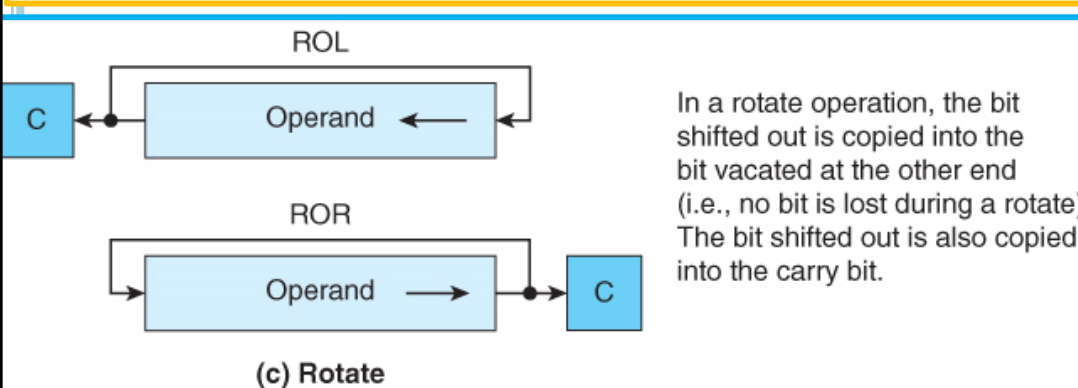 ROL
C
Operand
In a rotate operation, the bit
shifted out is copied into the
bit vacated at the other end
(i.e., no bit is lost during a rotate)
The bit shifted out is also copied
into the carry bit.
ROR
Operand
C
(c) Rotate